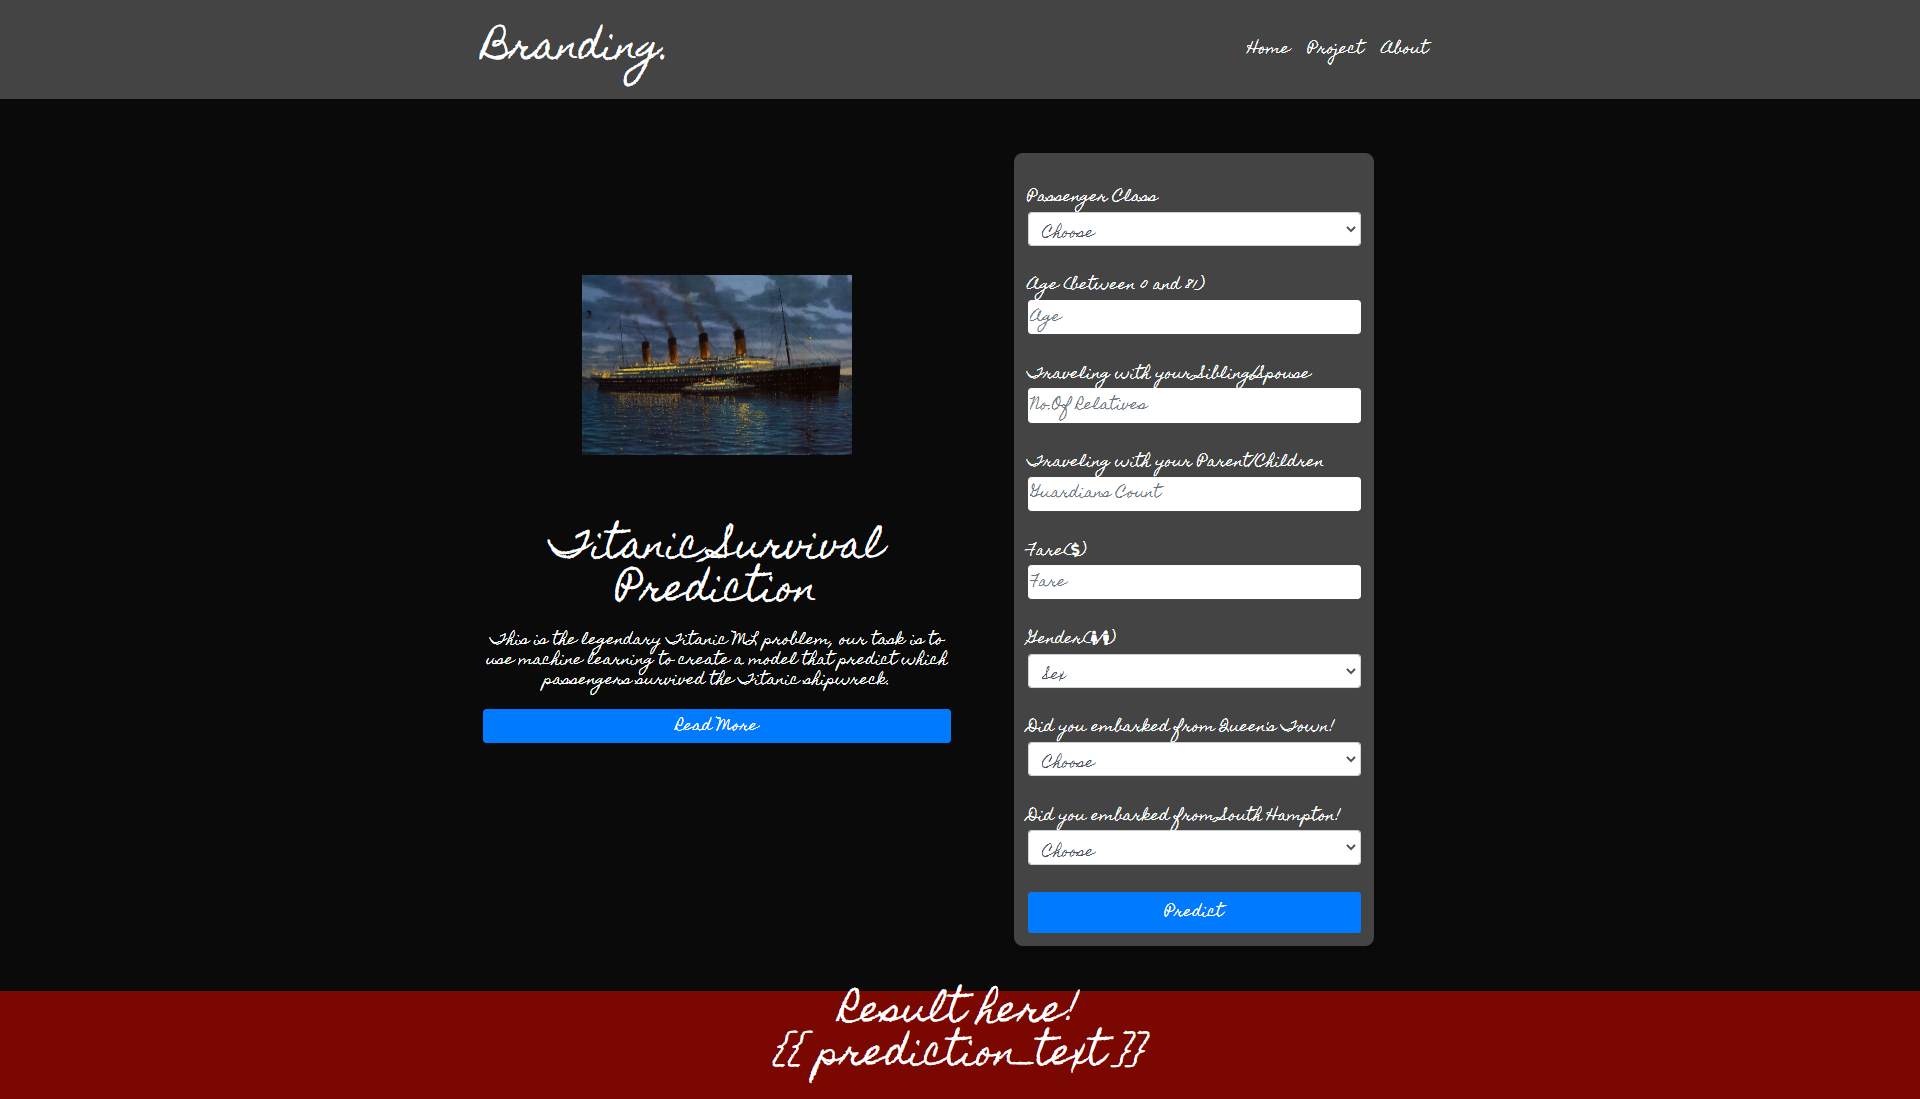 Branding.
Home Project About
Titanic Survival
Prediction
This is the legendary Titanic ML problem, our task is to
use machine learning to create a model that predict which
passengers survived the Titanic shipwreck.
Read More
Passenger Class
Choose
Age (between 0 and 81)
Age
Traveling with your Sibling/Spouse
No.Of Relatives
Traveling with your Parent/Children
Guardians Count
Fare($)
Fare
Gender(🚻)
Sex
Did you embarked from Queen's Town!
Choose
Did you embarked from South Hampton!
Choose
Predict
Result here!
{{ prediction_text }}